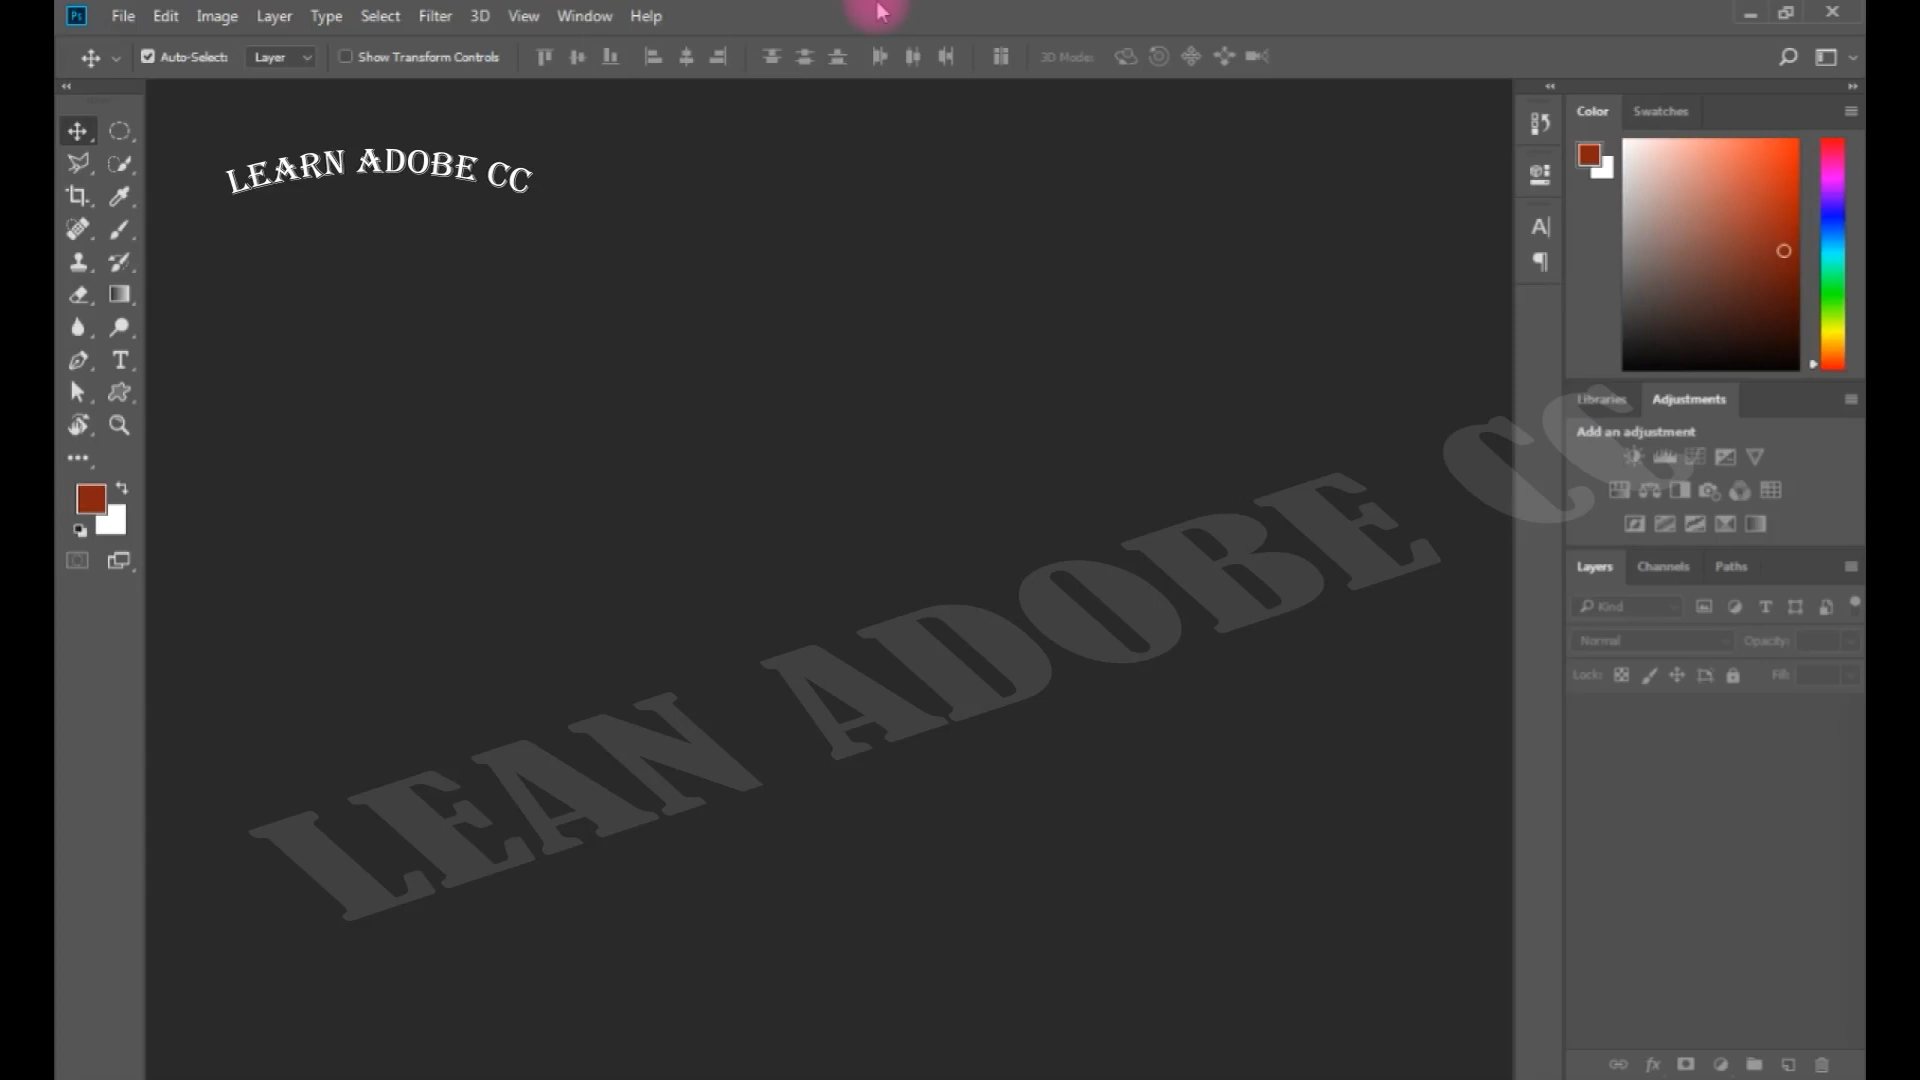 Ps File Edit Image Layer Type Select Filter 3D View Window Help
Auto-Select: Layer Show Transform Controls 3D Mode:
Color Swatches
LEARN ADOBE CC
A
T
Libraries Adjustments
Add an adjustment
LEAN ADOBE CC
Layers Channels Paths
Kind T
Normal Opacity:
Lock: Fill:
fx